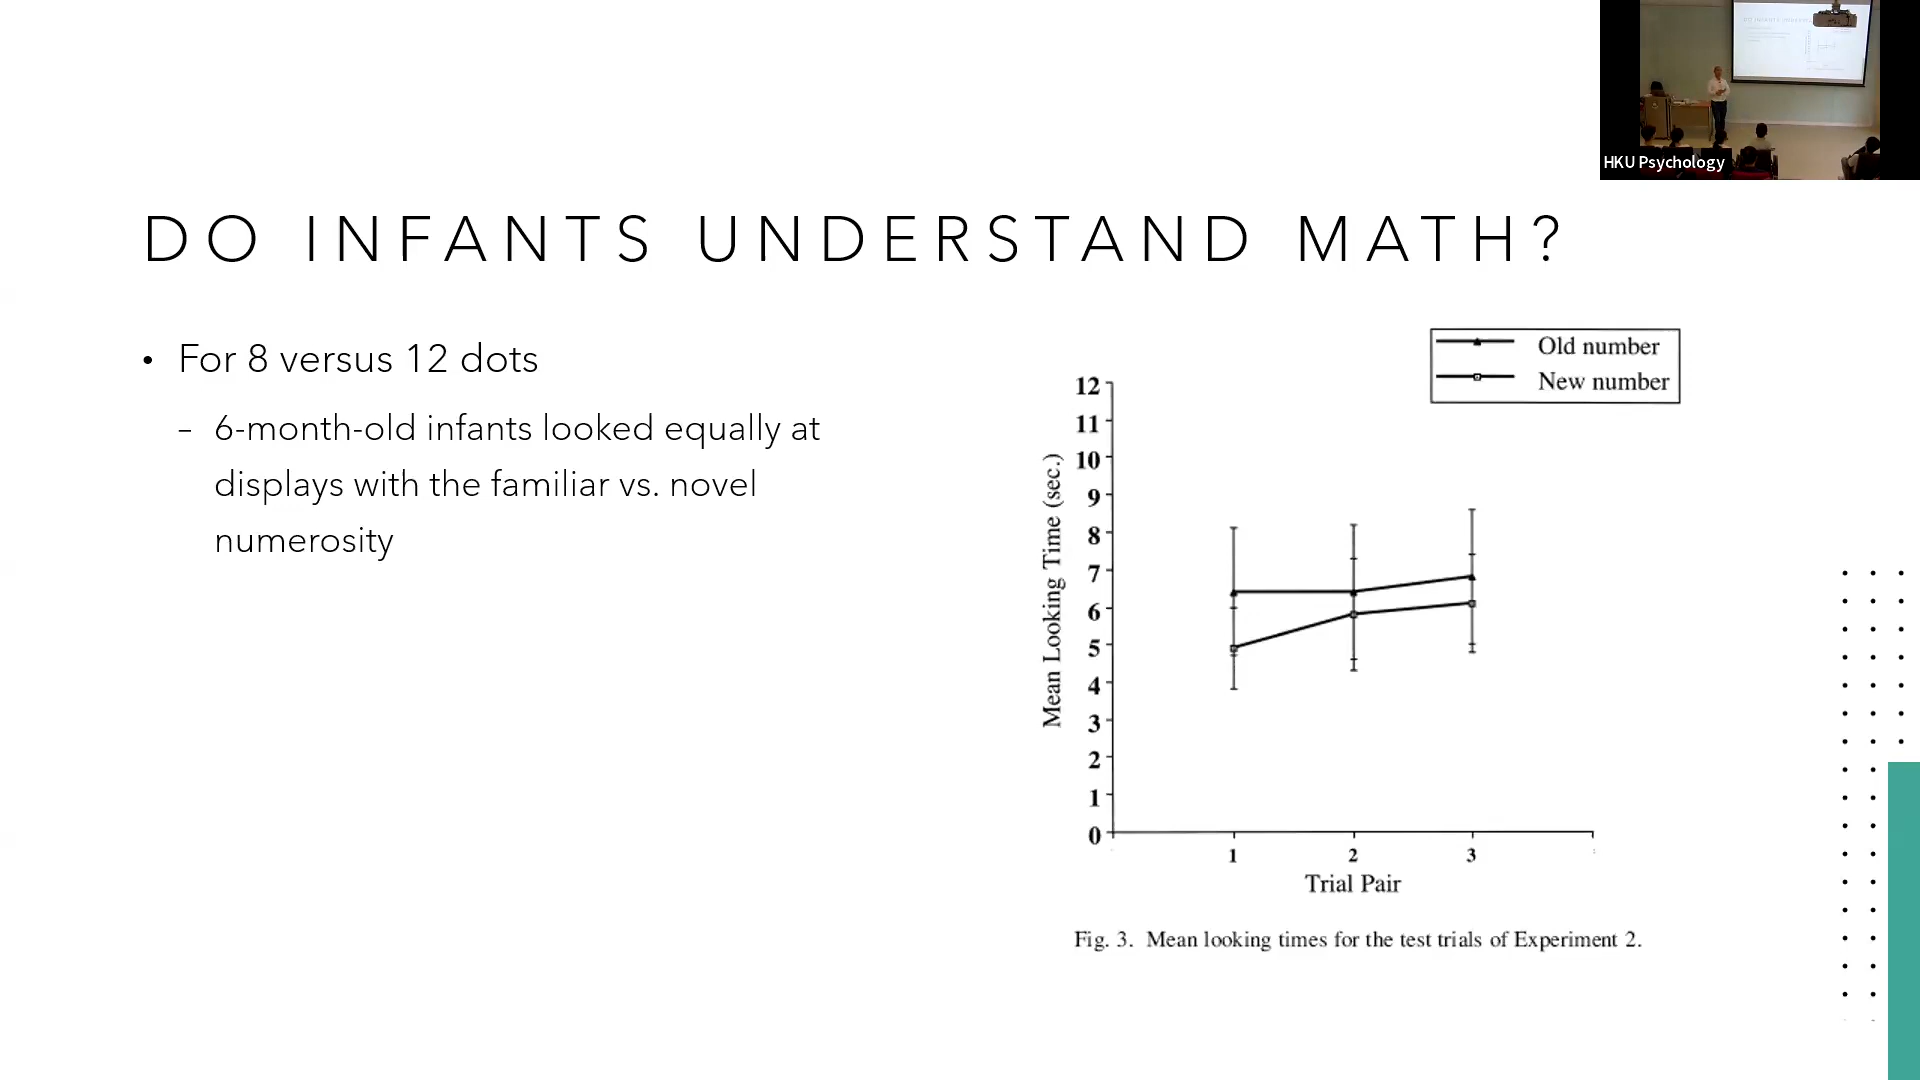 HKU Psychology
DO INFANTS UNDERSTAND MATH?
• For 8 versus 12 dots
– 6-month-old infants looked equally at
displays with the familiar vs. novel
numerosity
Old number
New number
Mean Looking Time (sec.)
12
11
10
9
8
7
6
5
4
3
2
1
0
1 2 3
Trial Pair
Fig. 3. Mean looking times for the test trials of Experiment 2.